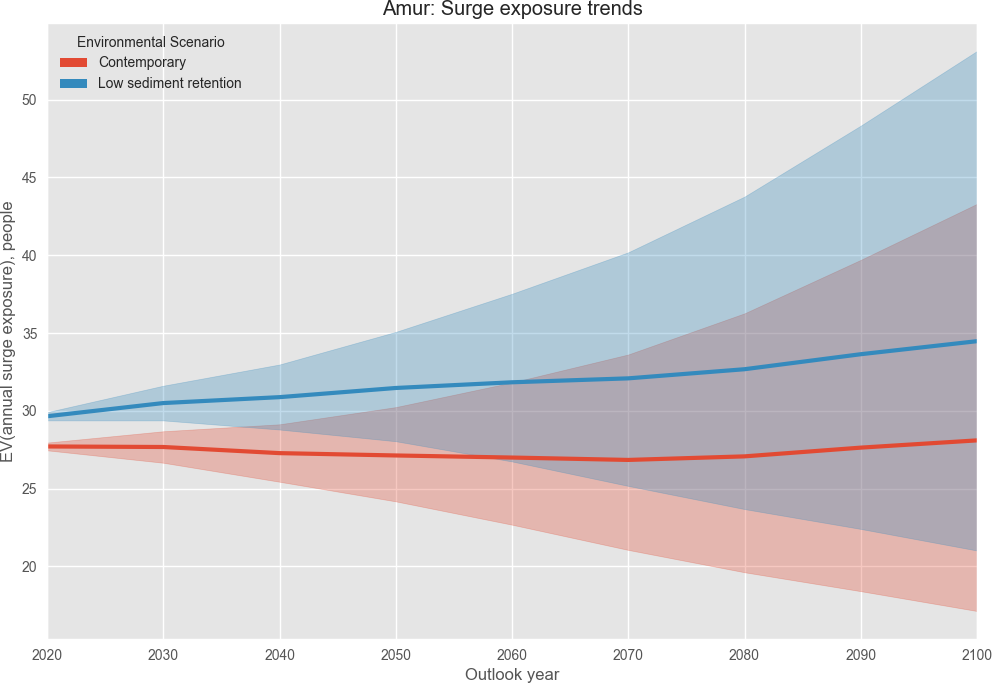 Amur: Surge exposure trends
Environmental Scenario
Contemporary
Low sediment retention
EV(annual surge exposure), people
50
45
40
35
30
25
20
2020 2030 2040 2050 2060 2070 2080 2090 2100
Outlook year